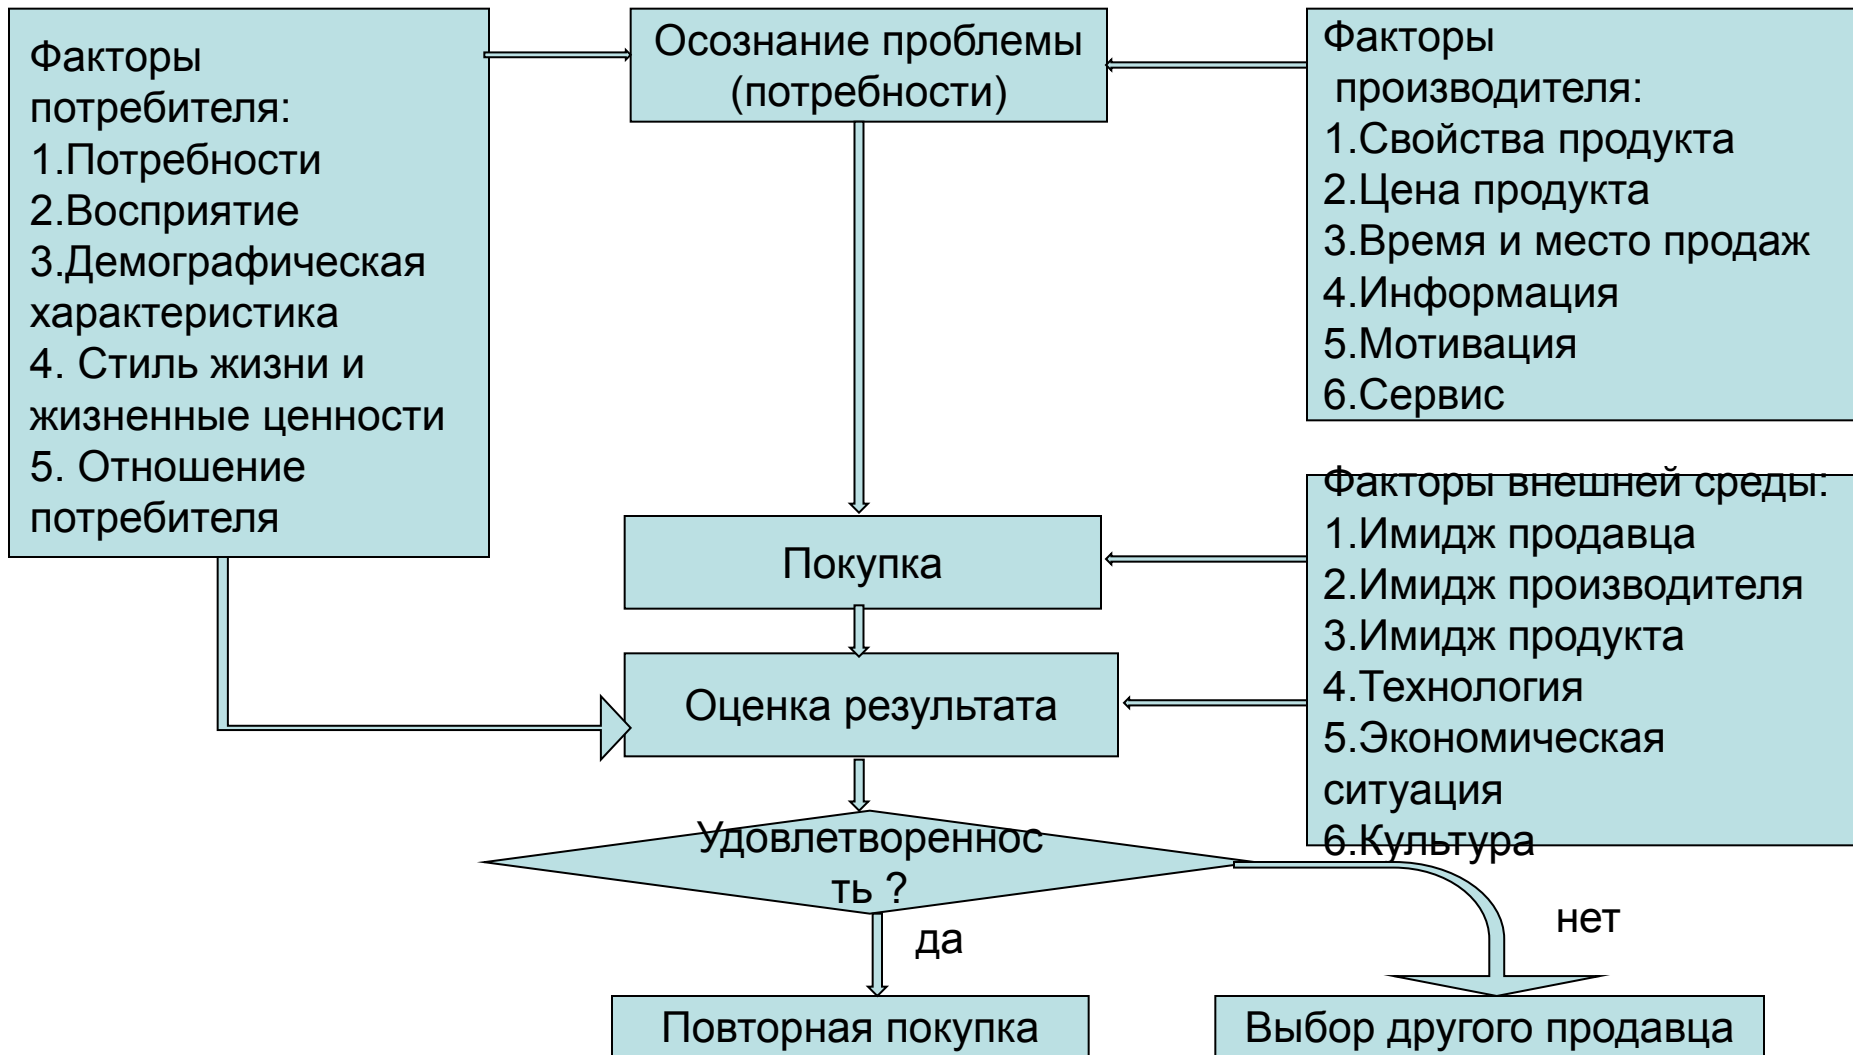 Факторы
потребителя:
1.Потребности
2.Восприятие
3.Демографическая
характеристика
4. Стиль жизни и
жизненные ценности
5. Отношение
потребителя
Осознание проблемы
(потребности)
Факторы
производителя:
1.Свойства продукта
2.Цена продукта
3.Время и место продаж
4.Информация
5.Мотивация
6.Сервис
Покупка
Факторы внешней среды:
1.Имидж продавца
2.Имидж производителя
3.Имидж продукта
4.Технология
5.Экономическая
ситуация
6.Культура
Оценка результата
Удовлетвореннос
ть ?
да
нет
Повторная покупка
Выбор другого продавца